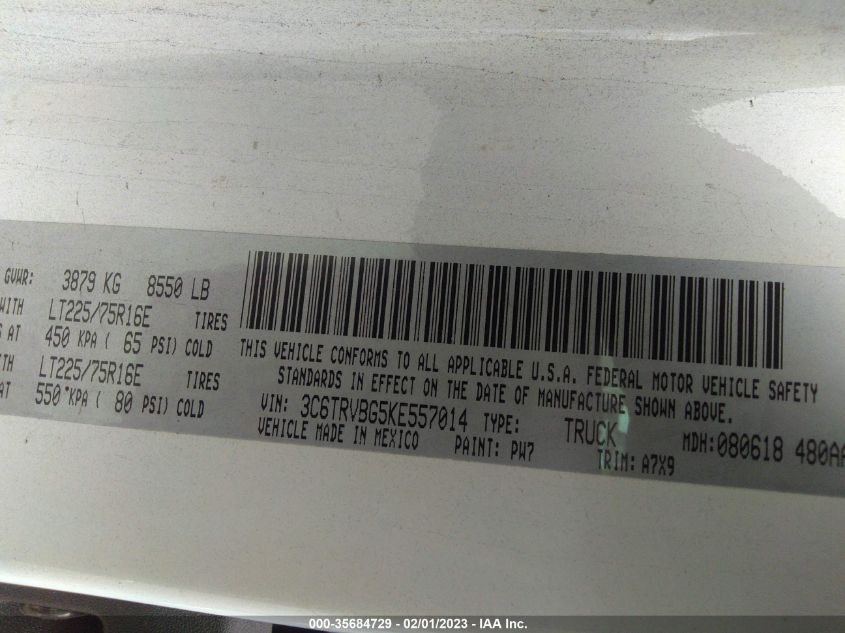 GVWR: 3879 KG 8550 LB
WITH LT225/75R16E TIRES
AT 450 KPA ( 65 PSI) COLD
LT225/75R16E TIRES
AT 550 KPA ( 80 PSI) COLD
THIS VEHICLE CONFORMS TO ALL APPLICABLE U.S.A. FEDERAL MOTOR VEHICLE SAFETY
STANDARDS IN EFFECT ON THE DATE OF MANUFACTURE SHOWN ABOVE.
VIN: 3C6TRVBG5KE557014 TYPE: TRUCK MDH: 080618 480AA
VEHICLE MADE IN MEXICO PAINT: PW7 TRIM: A7X9
000-35684729 - 02/01/2023 - IAA Inc.